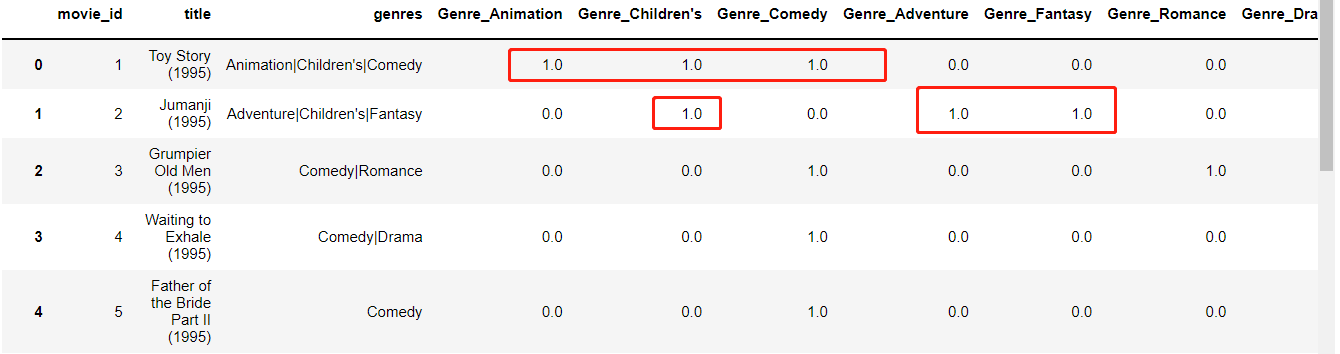 movie_id title genres Genre_Animation Genre_Children's Genre_Comedy Genre_Adventure Genre_Fantasy Genre_Romance Genre_Dra
0 1 Toy Story (1995) Animation|Children's|Comedy 1.0 1.0 1.0 0.0 0.0 0.0
1 2 Jumanji (1995) Adventure|Children's|Fantasy 0.0 1.0 0.0 1.0 1.0 0.0
2 3 Grumpier Old Men (1995) Comedy|Romance 0.0 0.0 1.0 0.0 0.0 1.0
3 4 Waiting to Exhale (1995) Comedy|Drama 0.0 0.0 1.0 0.0 0.0 0.0
4 5 Father of the Bride Part II (1995) Comedy 0.0 0.0 1.0 0.0 0.0 0.0